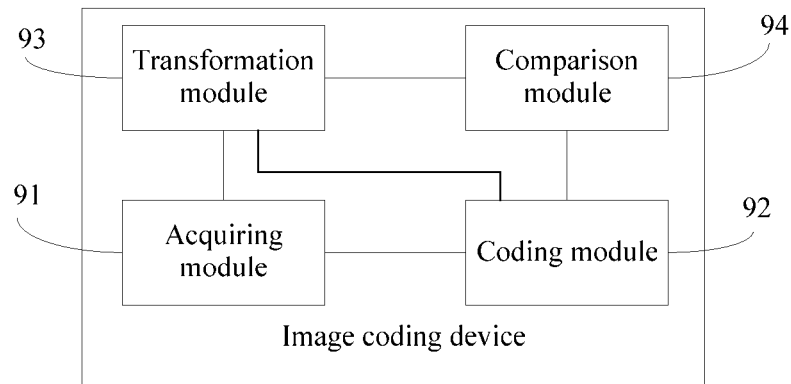 93
Transformation
module
Comparison
module
94
91
Acquiring
module
Coding module
92
Image coding device